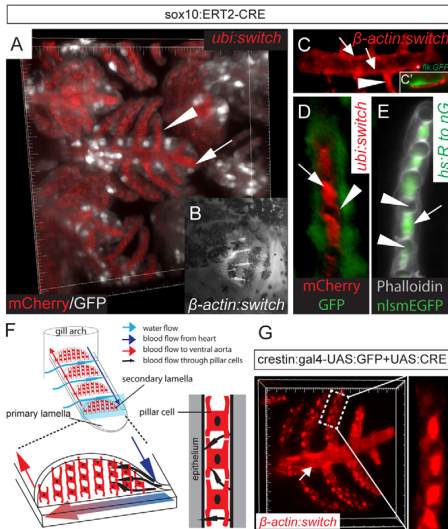 sox10:ERT2-CRE
A
ubi:switch
mCherry/GFP
B
β-actin:switch
C
β-actin:switch
flk:GFP
C'
D
ubi:switch
mCherry
GFP
E
hs:R to nG
Phalloidin
nlsmEGFP
F
gill arch
water flow
blood flow from heart
blood flow to ventral aorta
blood flow through pillar cells
secondary lamella
primary lamella
pillar cell
epithelium
G
crestin:gal4-UAS:GFP+UAS:CRE
β-actin:switch